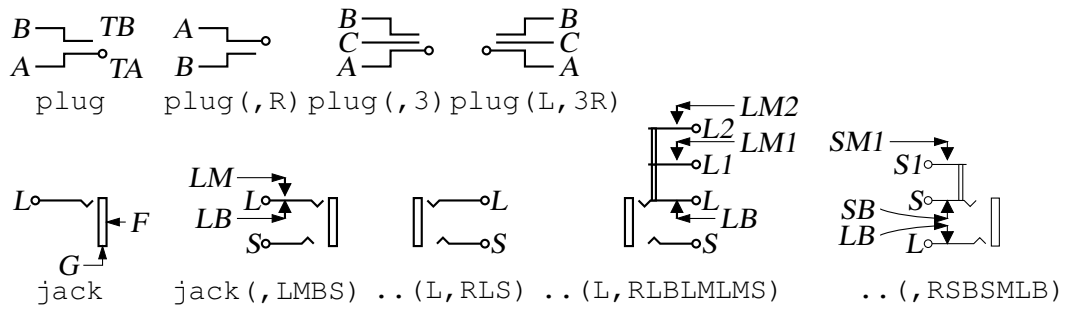 B TB A B B
C C
A TA B A A
plug plug(,R) plug(,3) plug(L,3R)
LM2
L2
LM1 SM1
L1 S1
LM
L L L L S
F SB
LB LB LB
S S S L
G
jack jack(,LMBS) ..(L,RLS) ..(L,RLBLMLMS) ..(,RSBSMLB)